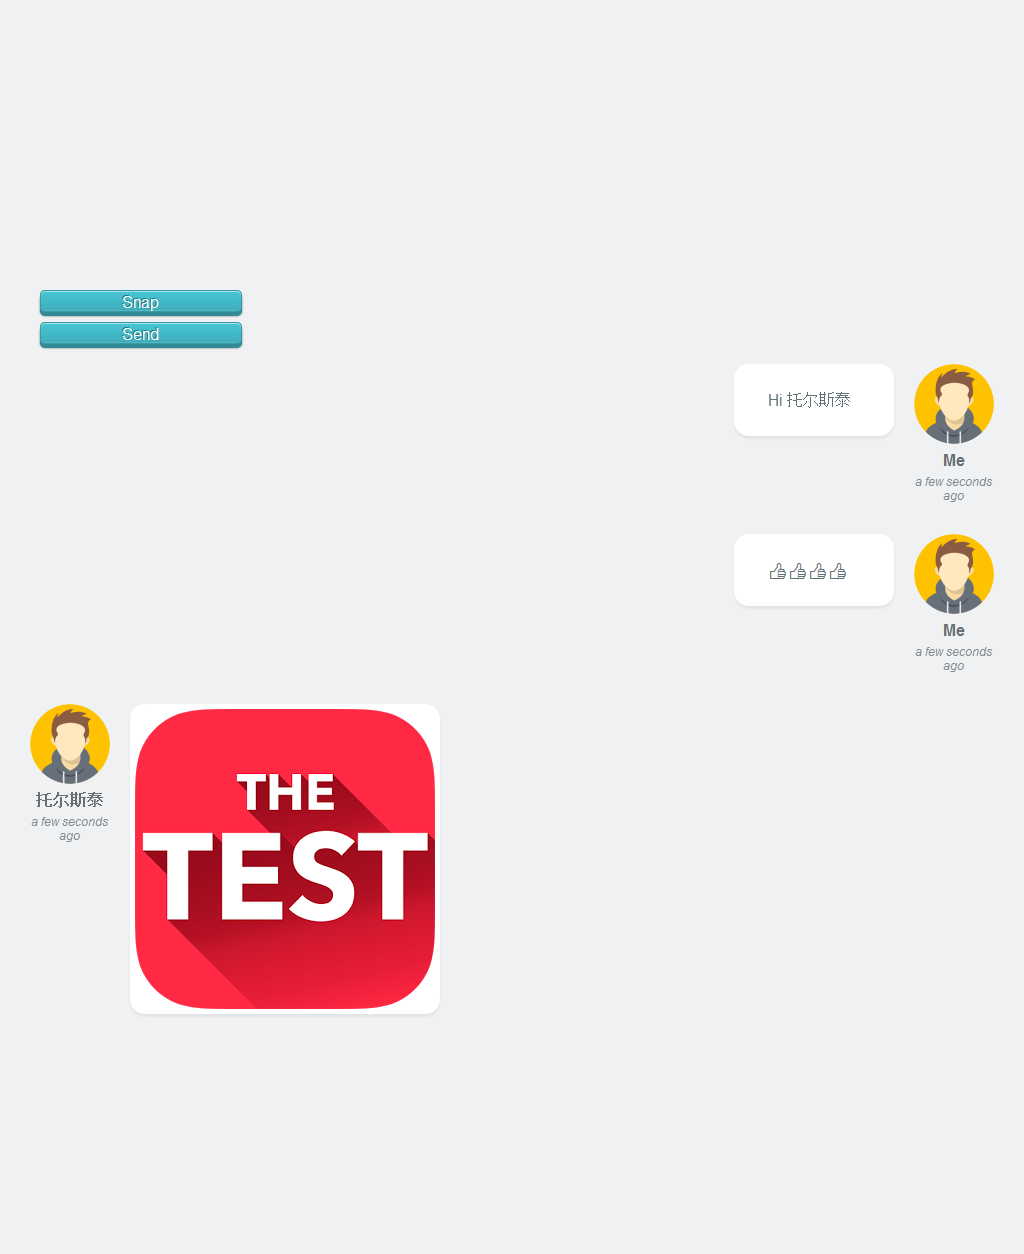 Snap
Send
Hi 托尔斯泰
Me
a few seconds
ago
👍👍👍👍
Me
a few seconds
ago
托尔斯泰
a few seconds
ago
THE
TEST